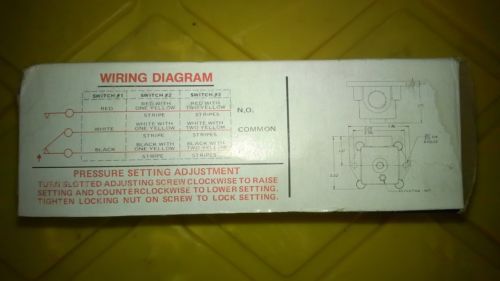 WIRING DIAGRAM
SWITCH #1 SWITCH #2 SWITCH #3
RED RED WITH ONE YELLOW STRIPE RED WITH TWO YELLOW STRIPES N.O.
WHITE WHITE WITH ONE YELLOW STRIPE WHITE WITH TWO YELLOW STRIPES COMMON
BLACK BLACK WITH ONE YELLOW STRIPE BLACK WITH TWO YELLOW STRIPES
PRESSURE SETTING ADJUSTMENT
TURN SLOTTED ADJUSTING SCREW CLOCKWISE TO RAISE
SETTING AND COUNTERCLOCKWISE TO LOWER SETTING.
TIGHTEN LOCKING NUT ON SCREW TO LOCK SETTING.